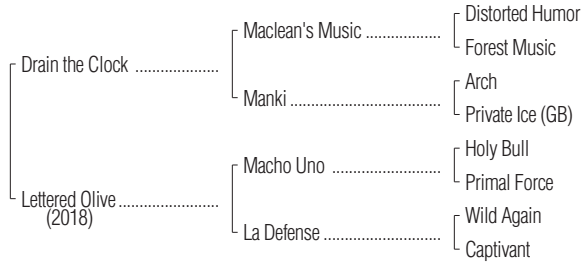 Distorted Humor
Maclean's Music ..................
Forest Music
Drain the Clock ....................
Arch
Manki ....................................
Private Ice (GB)
Holy Bull
Macho Uno ..........................
Primal Force
Lettered Olive ........................
(2018)
Wild Again
La Defense ............................
Captivant